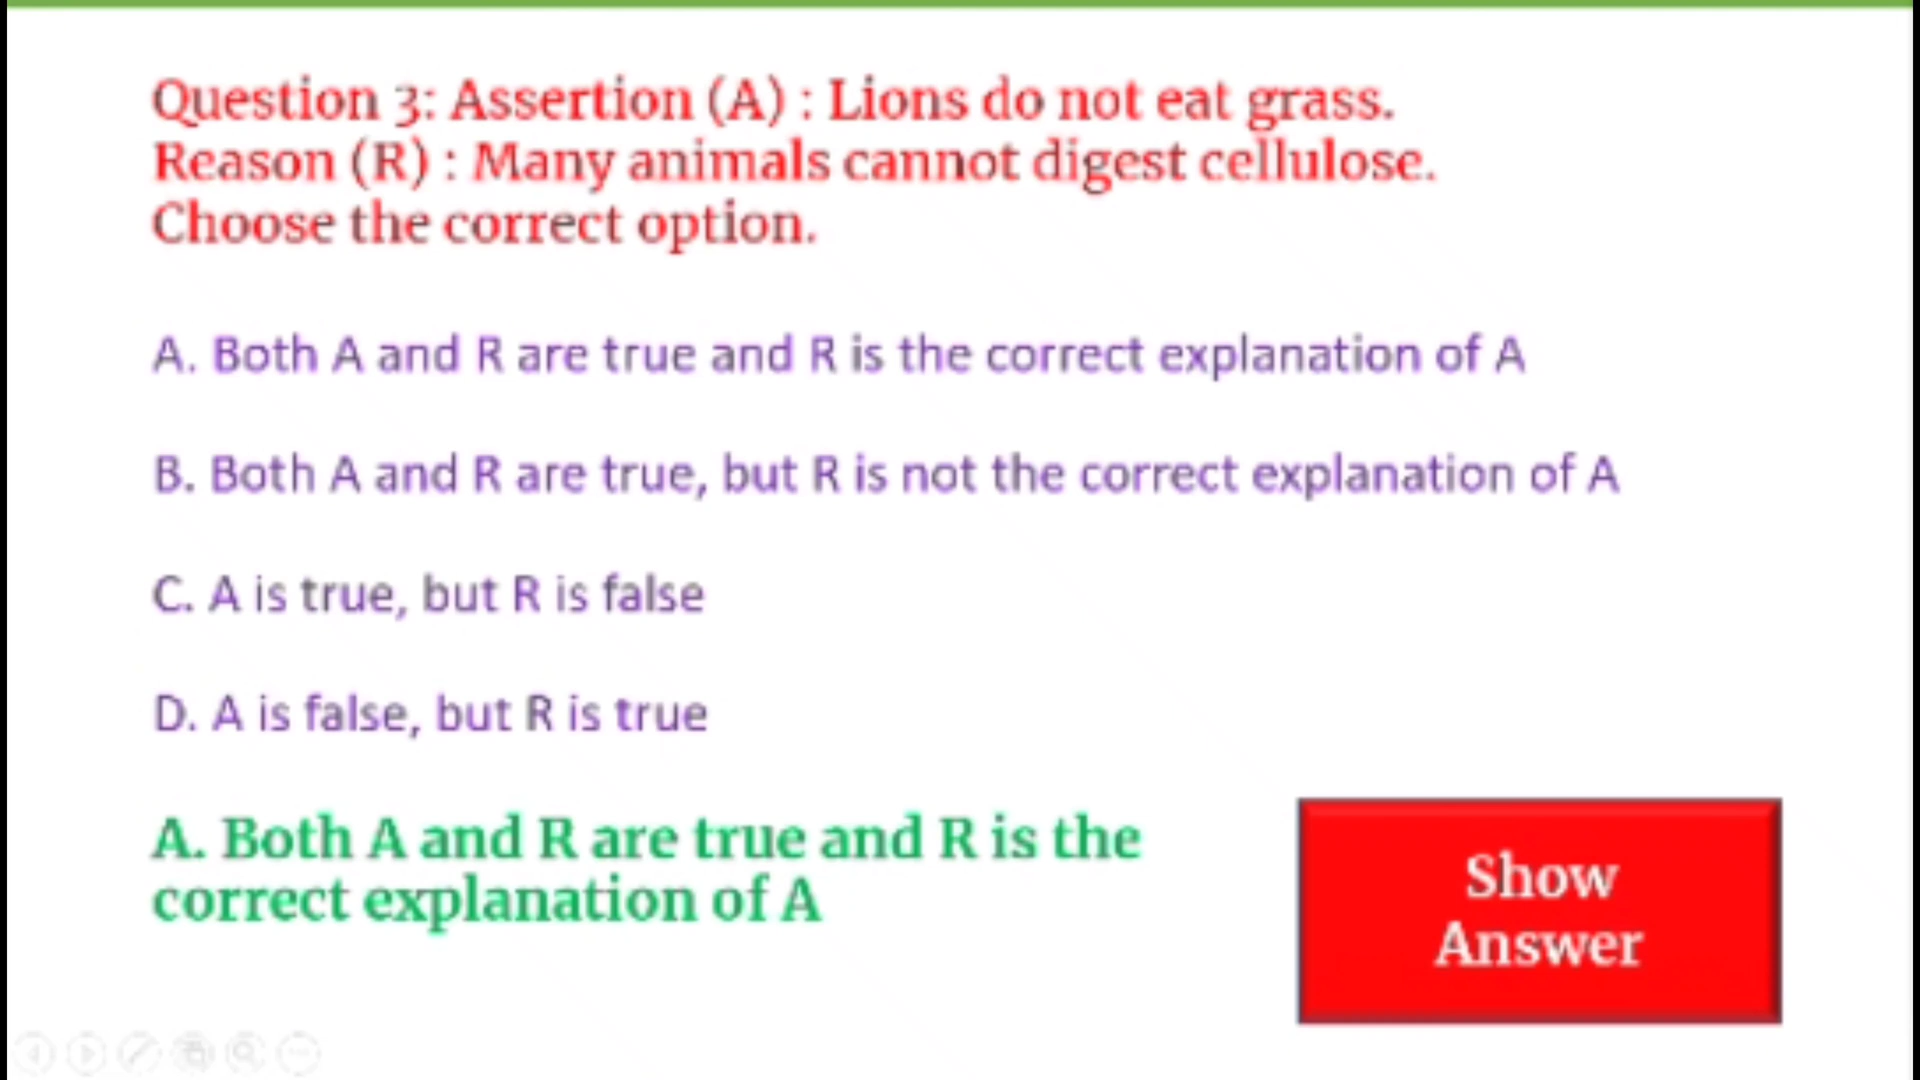 Question 3: Assertion (A) : Lions do not eat grass.
Reason (R) : Many animals cannot digest cellulose.
Choose the correct option.
A. Both A and R are true and R is the correct explanation of A
B. Both A and R are true, but R is not the correct explanation of A
C. A is true, but R is false
D. A is false, but R is true
A. Both A and R are true and R is the
correct explanation of A
Show
Answer